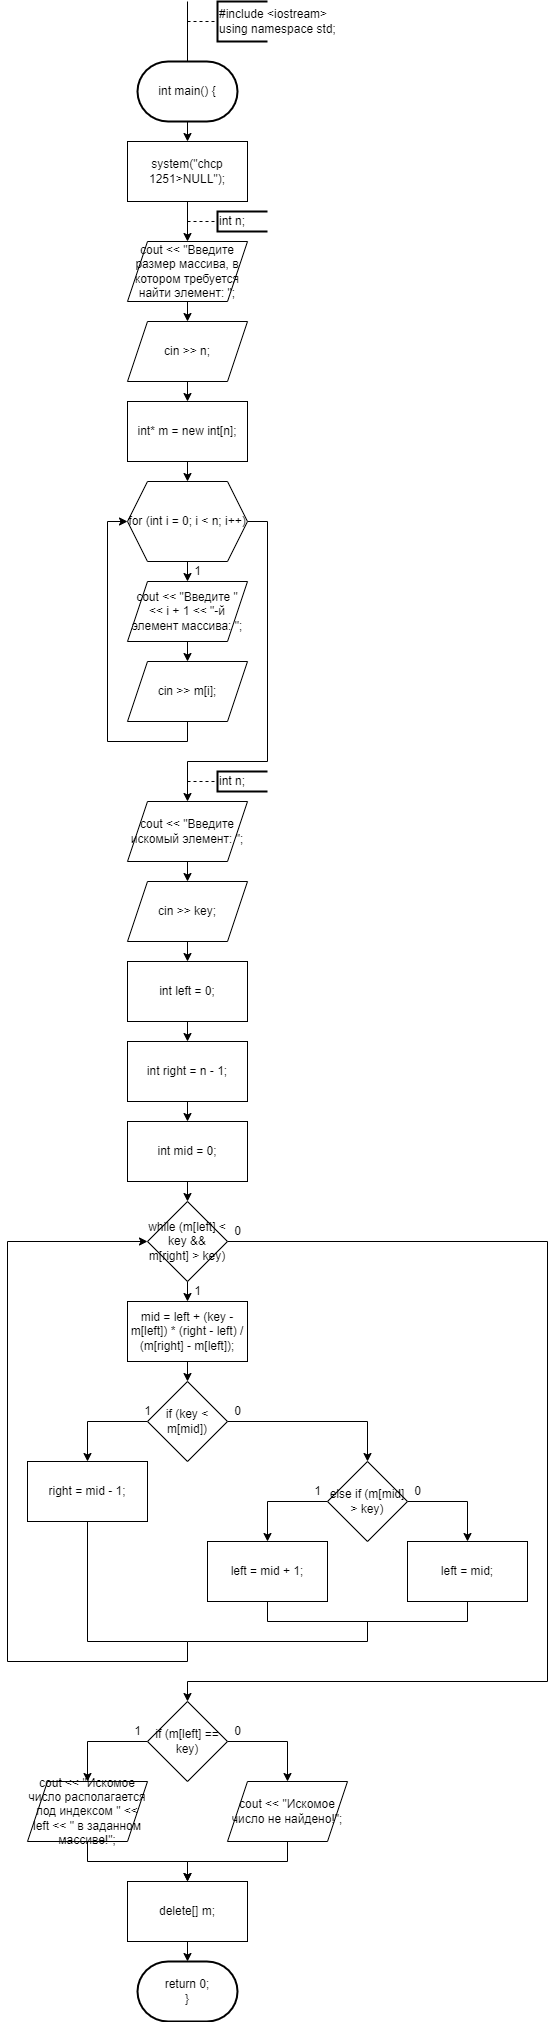 #include <iostream>
using namespace std;
int main() {
system("chcp
1251>NULL");
int n;
cout << "Введите
размер массива, в
котором требуется
найти элемент: ";
cin >> n;
int* m = new int[n];
for (int i = 0; i < n; i++)
1
cout << "Введите "
<< i + 1 << "-й
элемент массива: ";
cin >> m[i];
int n;
cout << "Введите
искомый элемент: ";
cin >> key;
int left = 0;
int right = n - 1;
int mid = 0;
while (m[left] <
key &&
m[right] > key)
0
1
mid = left + (key -
m[left]) * (right - left) /
(m[right] - m[left]);
if (key <
m[mid])
1
0
right = mid - 1;
else if (m[mid]
> key)
1
0
left = mid + 1;
left = mid;
if (m[left] ==
key)
1
0
cout << "Искомое
число располагается
под индексом " <<
left << " в заданном
массиве!";
cout << "Искомое
число не найдено!";
delete[] m;
return 0;
}